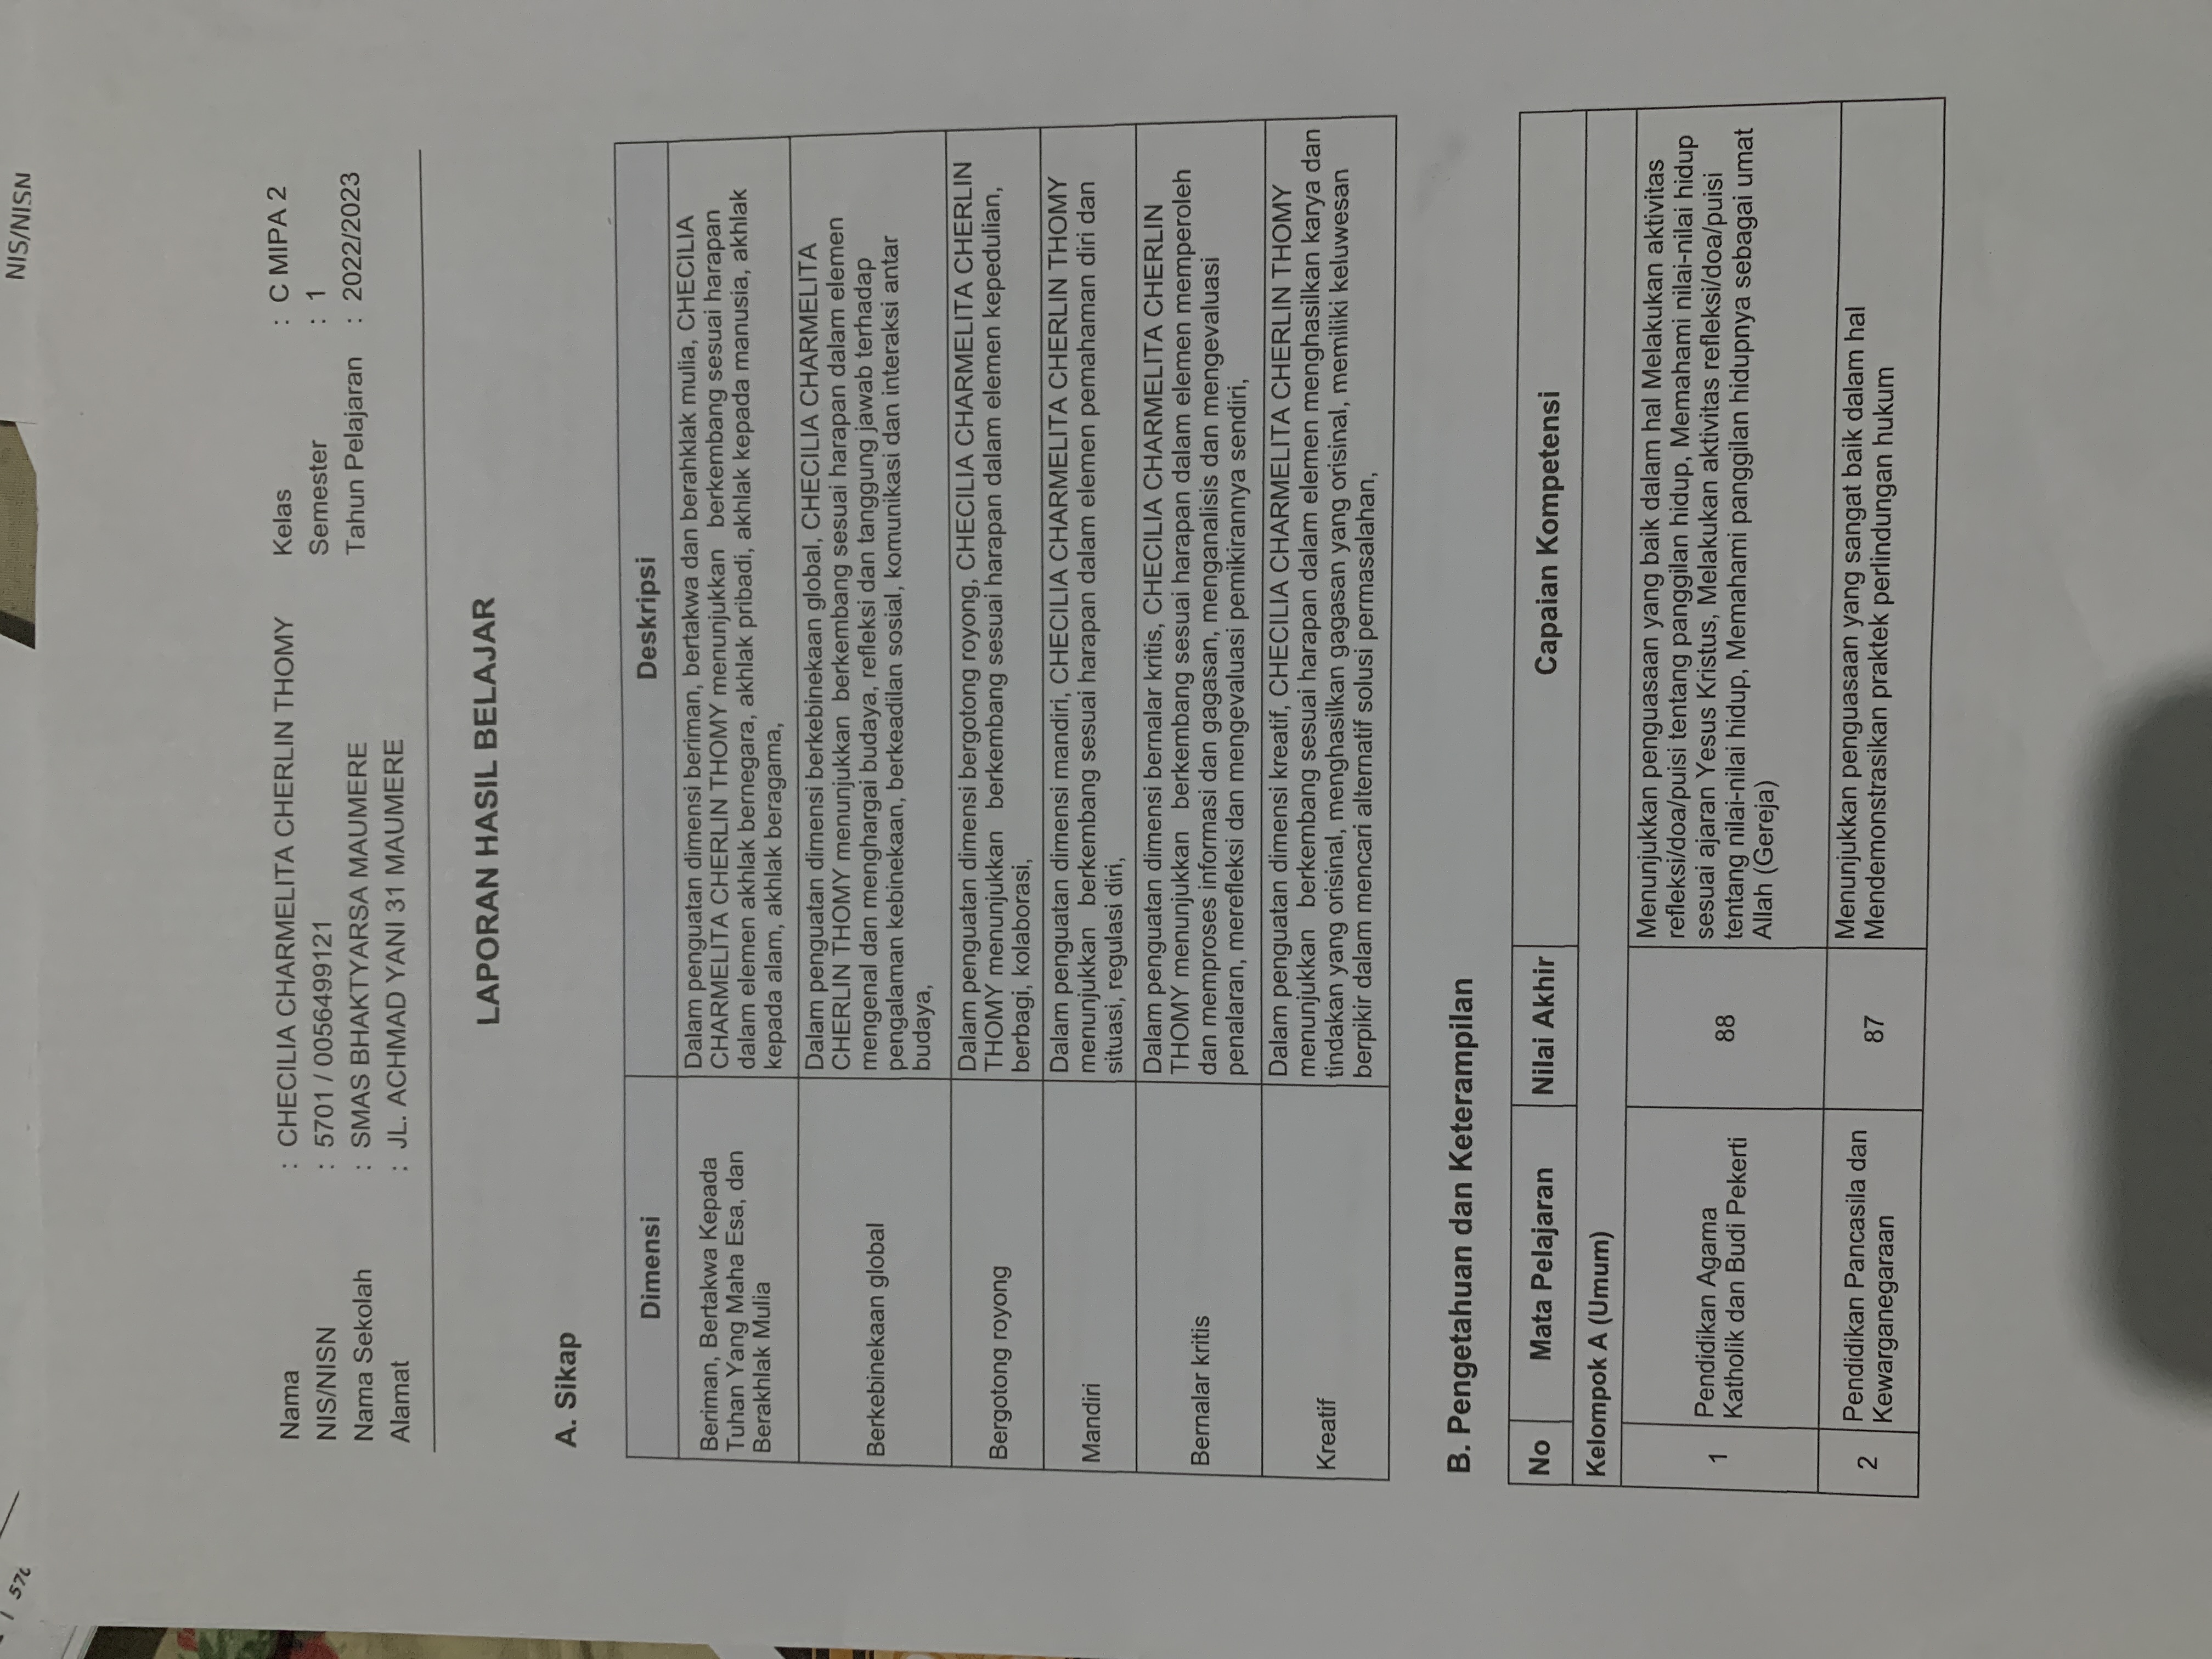 NIS/NISN
Nama : CHECILIA CHARMELITA CHERLIN THOMY Kelas : C MIPA 2
NIS/NISN : 5701 / 0056499121 Semester : 1
Nama Sekolah : SMAS BHAKTYARSA MAUMERE Tahun Pelajaran : 2022/2023
Alamat : JL. ACHMAD YANI 31 MAUMERE
LAPORAN HASIL BELAJAR
A. Sikap
Dimensi Deskripsi
Beriman, Bertakwa Kepada
Tuhan Yang Maha Esa, dan
Berakhlak Mulia
Dalam penguatan dimensi beriman, bertakwa dan berahklak mulia, CHECILIA
CHARMELITA CHERLIN THOMY menunjukkan berkembang sesuai harapan
dalam elemen akhlak bernegara, akhlak pribadi, akhlak kepada manusia, akhlak
kepada alam, akhlak beragama,
Berkebinekaan global
Dalam penguatan dimensi berkebinekaan global, CHECILIA CHARMELITA
CHERLIN THOMY menunjukkan berkembang sesuai harapan dalam elemen
mengenal dan menghargai budaya, refleksi dan tanggung jawab terhadap
pengalaman kebinekaan, berkeadilan sosial, komunikasi dan interaksi antar
budaya,
Bergotong royong
Dalam penguatan dimensi bergotong royong, CHECILIA CHARMELITA CHERLIN
THOMY menunjukkan berkembang sesuai harapan dalam elemen kepedulian,
berbagi, kolaborasi,
Mandiri
Dalam penguatan dimensi mandiri, CHECILIA CHARMELITA CHERLIN THOMY
menunjukkan berkembang sesuai harapan dalam elemen pemahaman diri dan
situasi, regulasi diri,
Bernalar kritis
Dalam penguatan dimensi bernalar kritis, CHECILIA CHARMELITA CHERLIN
THOMY menunjukkan berkembang sesuai harapan dalam elemen memperoleh
dan memproses informasi dan gagasan, menganalisis dan mengevaluasi
penalaran, merefleksi dan mengevaluasi pemikirannya sendiri,
Kreatif
Dalam penguatan dimensi kreatif, CHECILIA CHARMELITA CHERLIN THOMY
menunjukkan berkembang sesuai harapan dalam elemen menghasilkan karya dan
tindakan yang orisinal, menghasilkan gagasan yang orisinal, memiliki keluwesan
berpikir dalam mencari alternatif solusi permasalahan,
B. Pengetahuan dan Keterampilan
No Mata Pelajaran Nilai Akhir Capaian Kompetensi
Kelompok A (Umum)
1
Pendidikan Agama
Katholik dan Budi Pekerti
88
Menunjukkan penguasaan yang baik dalam hal Melakukan aktivitas
refleksi/doa/puisi tentang panggilan hidup, Memahami nilai-nilai hidup
sesuai ajaran Yesus Kristus, Melakukan aktivitas refleksi/doa/puisi
tentang nilai-nilai hidup, Memahami panggilan hidupnya sebagai umat
Allah (Gereja)
2
Pendidikan Pancasila dan
Kewarganegaraan
87
Menunjukkan penguasaan yang sangat baik dalam hal
Mendemonstrasikan praktek perlindungan hukum